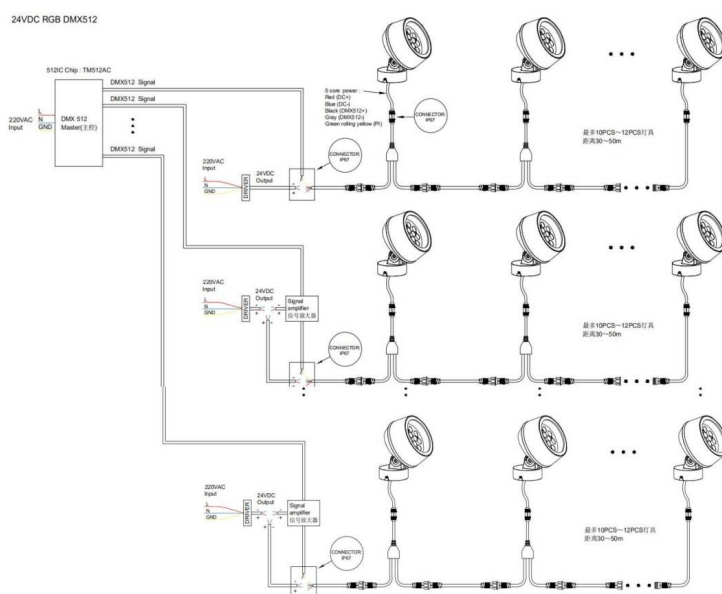 24VDC RGB DMX512
512IC Chip : TM512AC
DMX512 Signal
DMX512 Signal
DMX512 Signal
220VAC
Input
L
N
GND
DMX 512
Master(主控)
5 core power :
Red (DC+)
Blue (DC-)
Black (DMX512+)
Gray (DMX512-)
Green rolling yellow (PI)
CONNECTOR:
IP67
CONNECTOR:
IP67
最多10PCS～12PCS灯具
距离30～50m
220VAC
Input
L
N
GND
DRIVER
24VDC
Output
220VAC
Input
L
N
GND
DRIVER
24VDC
Output
Signal
amplifier
信号放大器
CONNECTOR:
IP67
最多10PCS～12PCS灯具
距离30～50m
220VAC
Input
L
N
GND
DRIVER
24VDC
Output
Signal
amplifier
信号放大器
CONNECTOR:
IP67
最多10PCS～12PCS灯具
距离30～50m